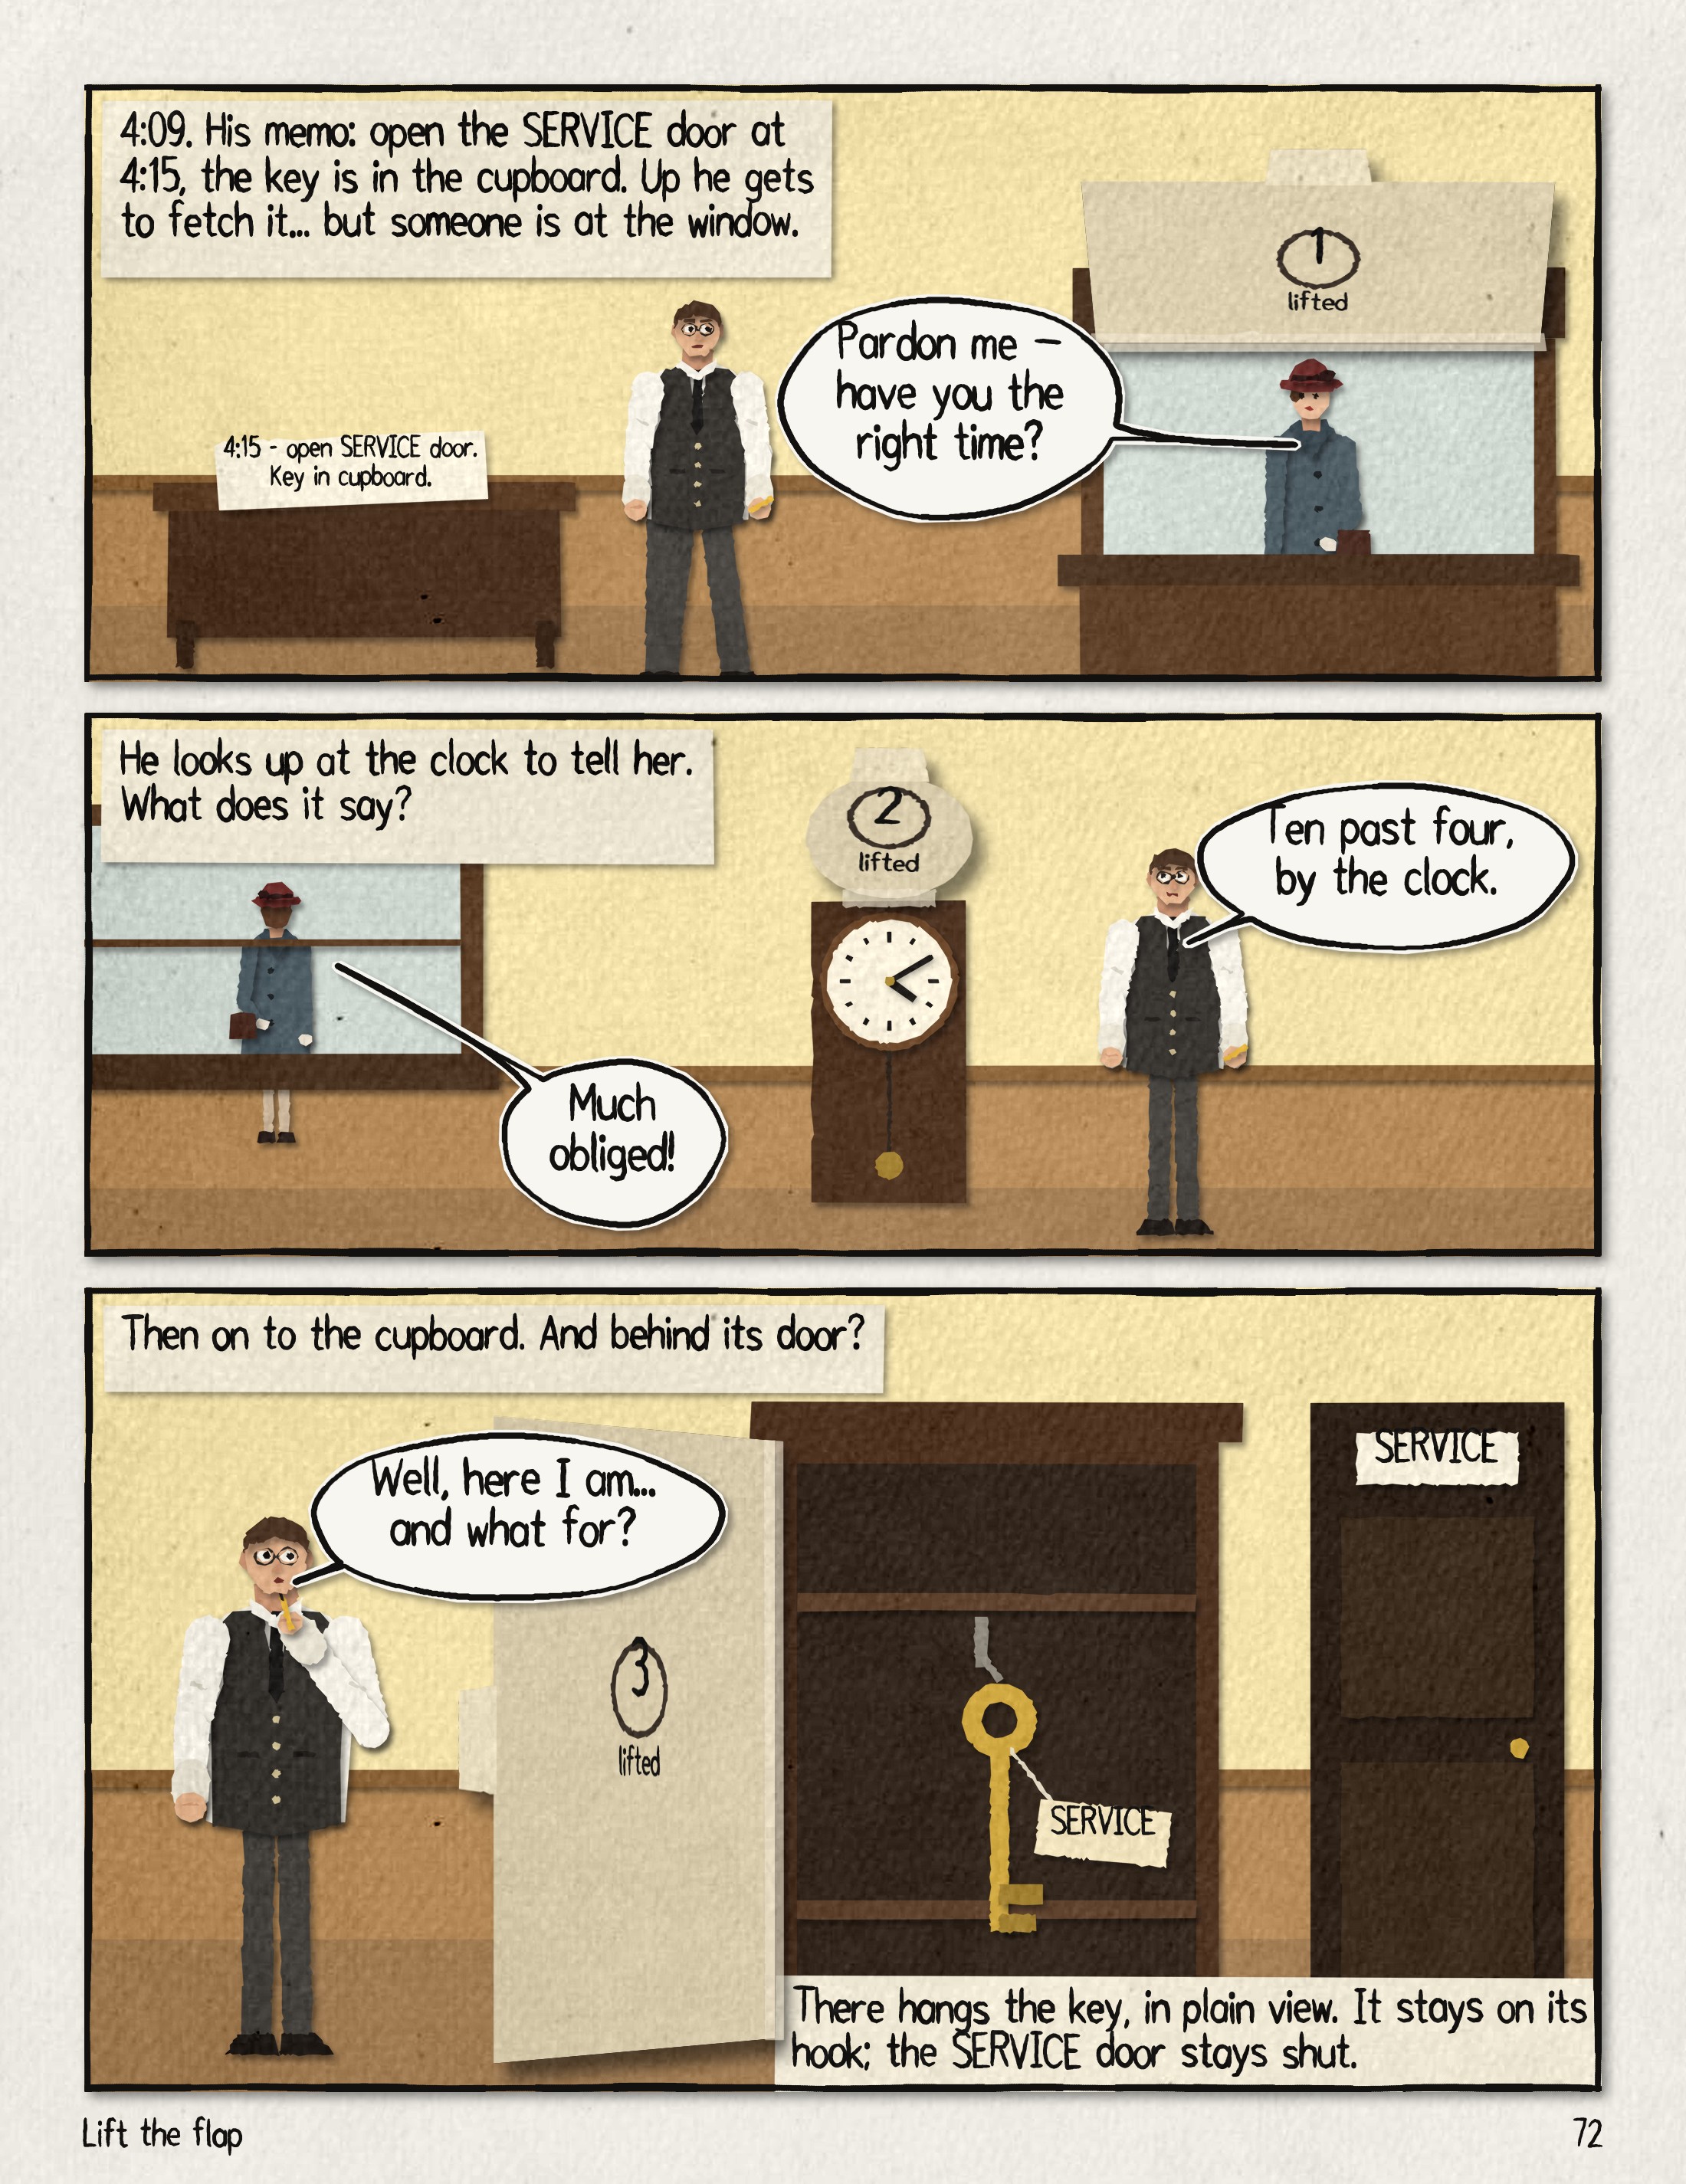 4:09. His memo: open the SERVICE door at
4:15, the key is in the cupboard. Up he gets
to fetch it... but someone is at the window.
1
lifted
Pardon me –
have you the
right time?
4:15 - open SERVICE door.
Key in cupboard.
He looks up at the clock to tell her.
What does it say?
2
lifted
Ten past four,
by the clock.
Much
obliged!
Then on to the cupboard. And behind its door?
Well, here I am...
and what for?
SERVICE
3
lifted
SERVICE
There hangs the key, in plain view. It stays on its
hook; the SERVICE door stays shut.
Lift the flap
72